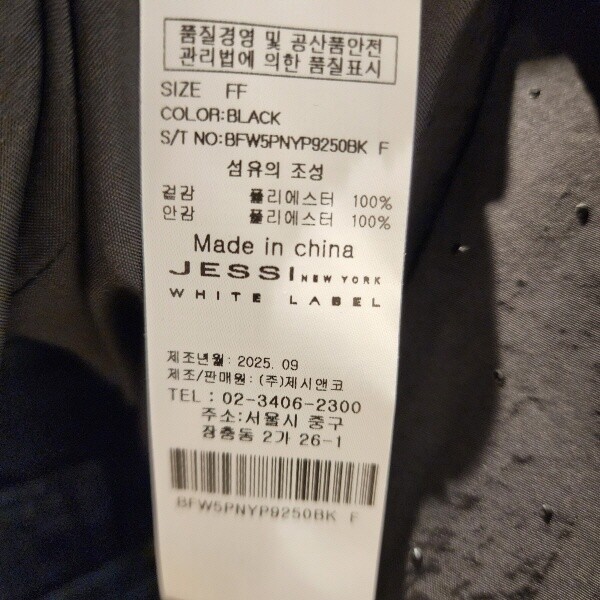 품질경영 및 공산품안전
관리법에 의한 품질표시
SIZE FF
COLOR:BLACK
S/T NO:BFW5PNYP9250BK F
섬유의 조성
겉감 폴리에스터 100%
안감 폴리에스터 100%
Made in china
JESSI NEW YORK
WHITE LABEL
제조년월: 2025. 09
제조/판매원: (주)제시앤코
TEL : 02-3406-2300
주소:서울시 중구
장충동 2가 26-1
BFW5PNYP9250BK F